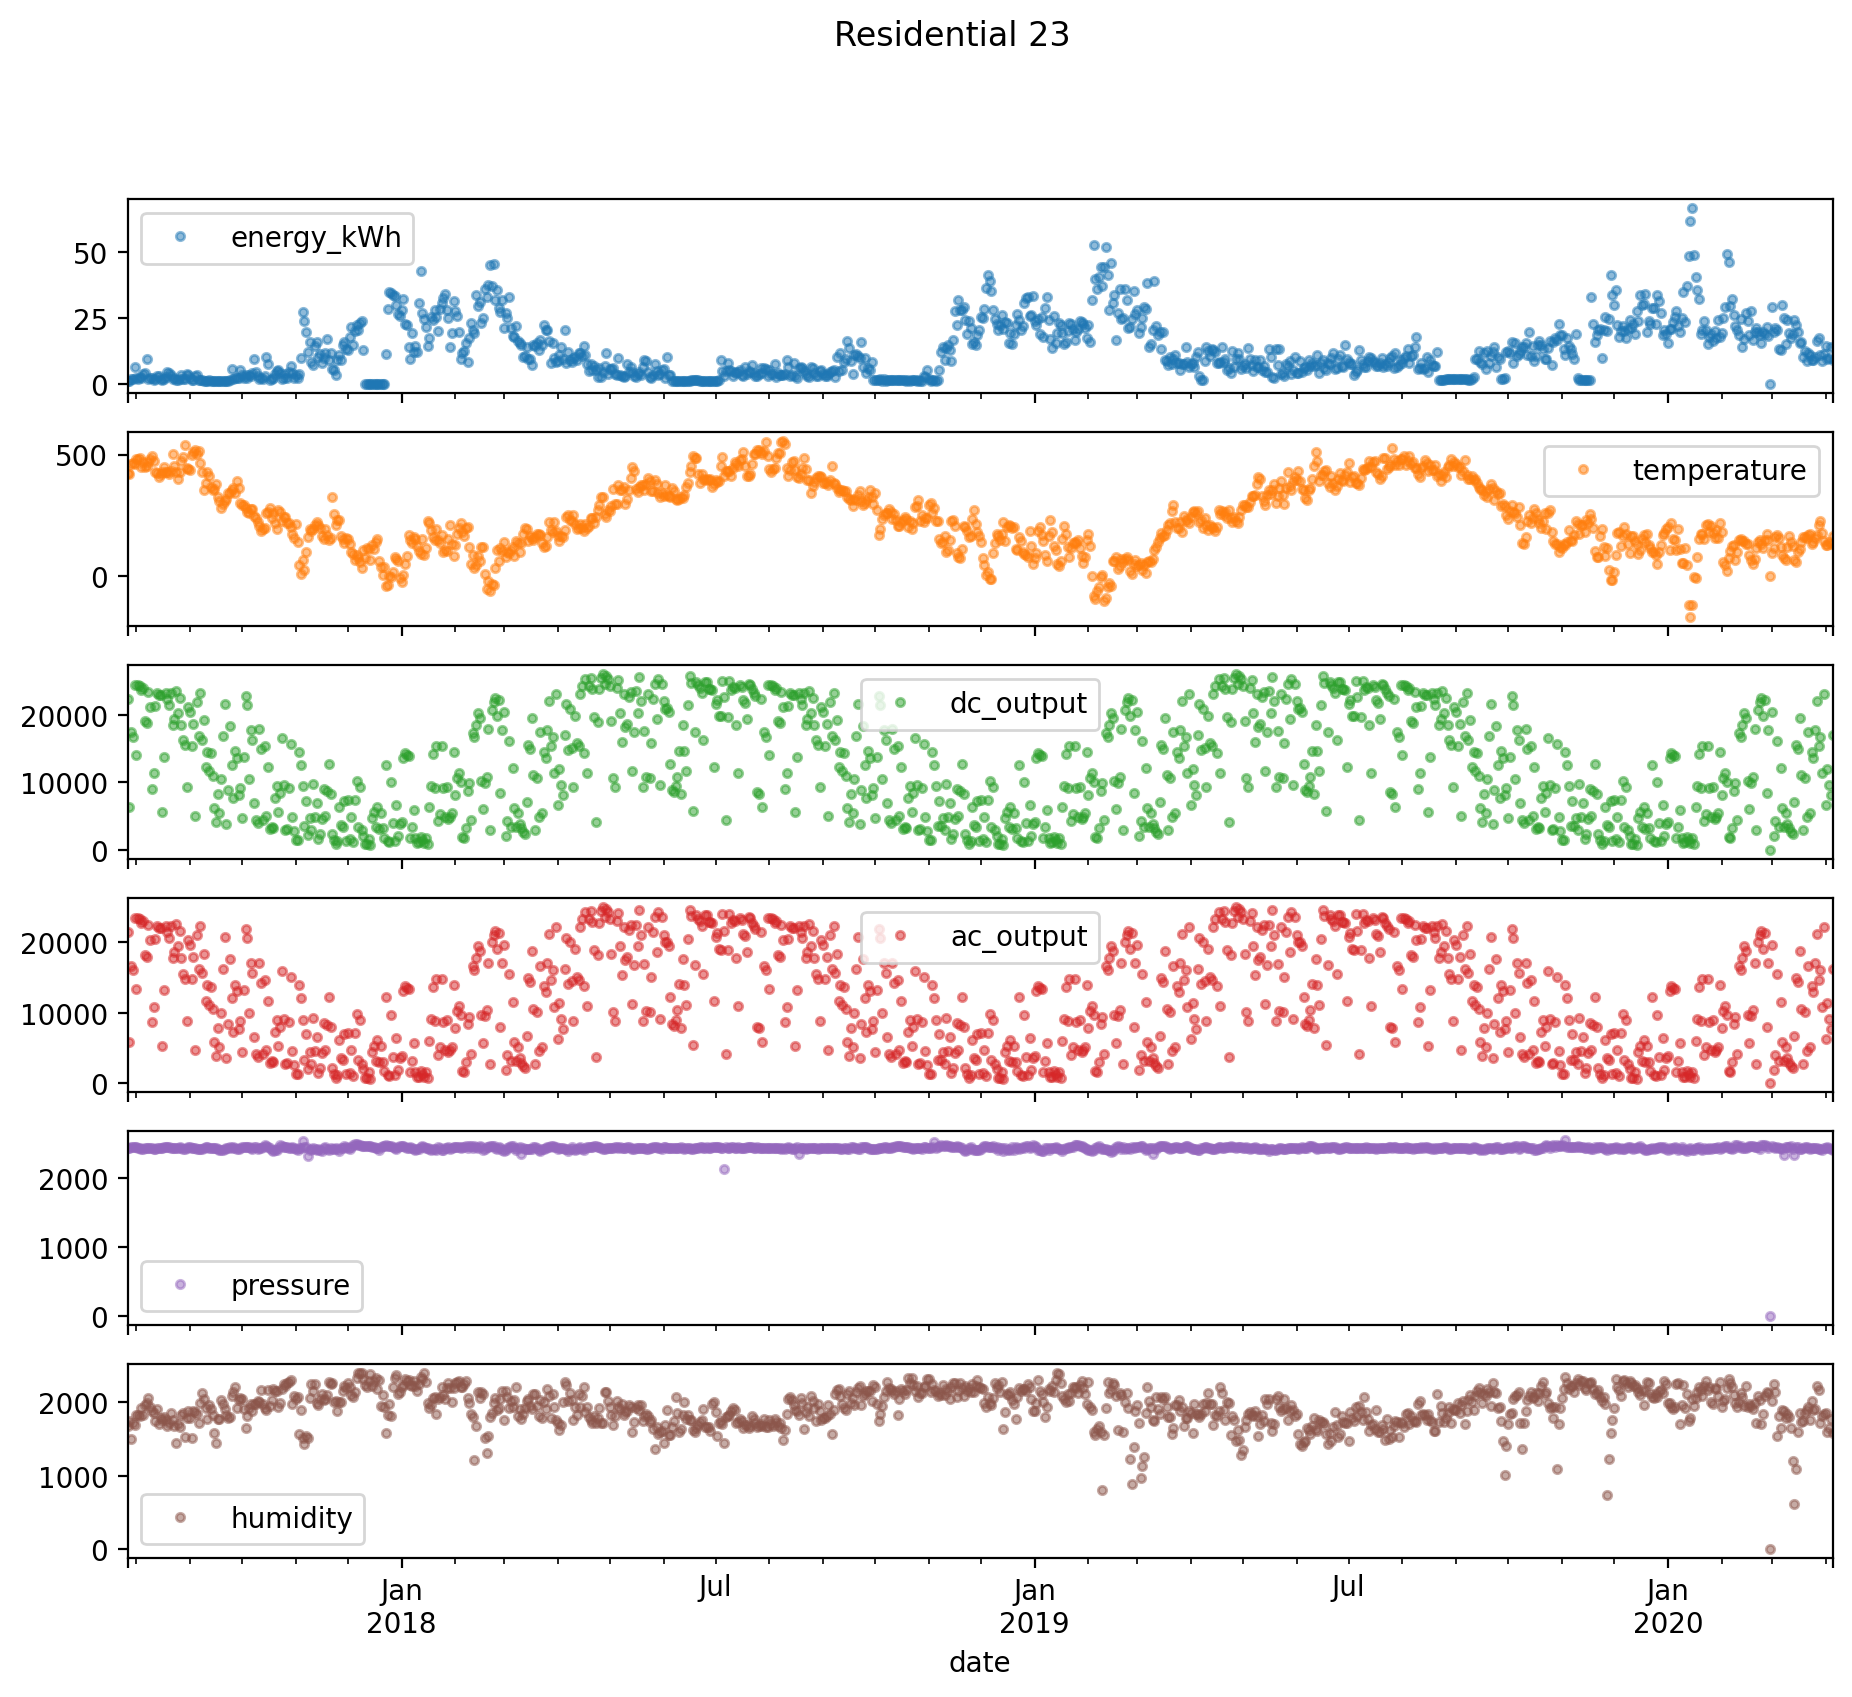 Residential 23
50
25
0
energy_kWh
500
0
temperature
20000
10000
0
dc_output
20000
10000
0
ac_output
2000
1000
0
pressure
2000
1000
0
humidity
Jan Jul Jan Jul Jan
2018 2019 2020
date